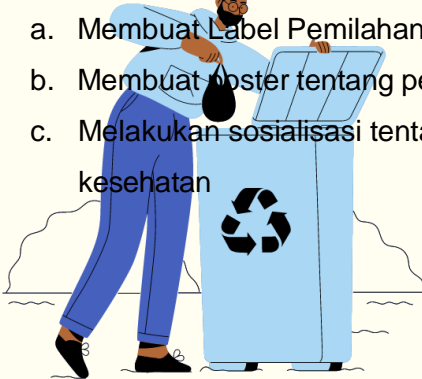 a. Membuat Label Pemilahan
b. Membuat poster tentang
c. Melakukan sosialisasi
kesehatan